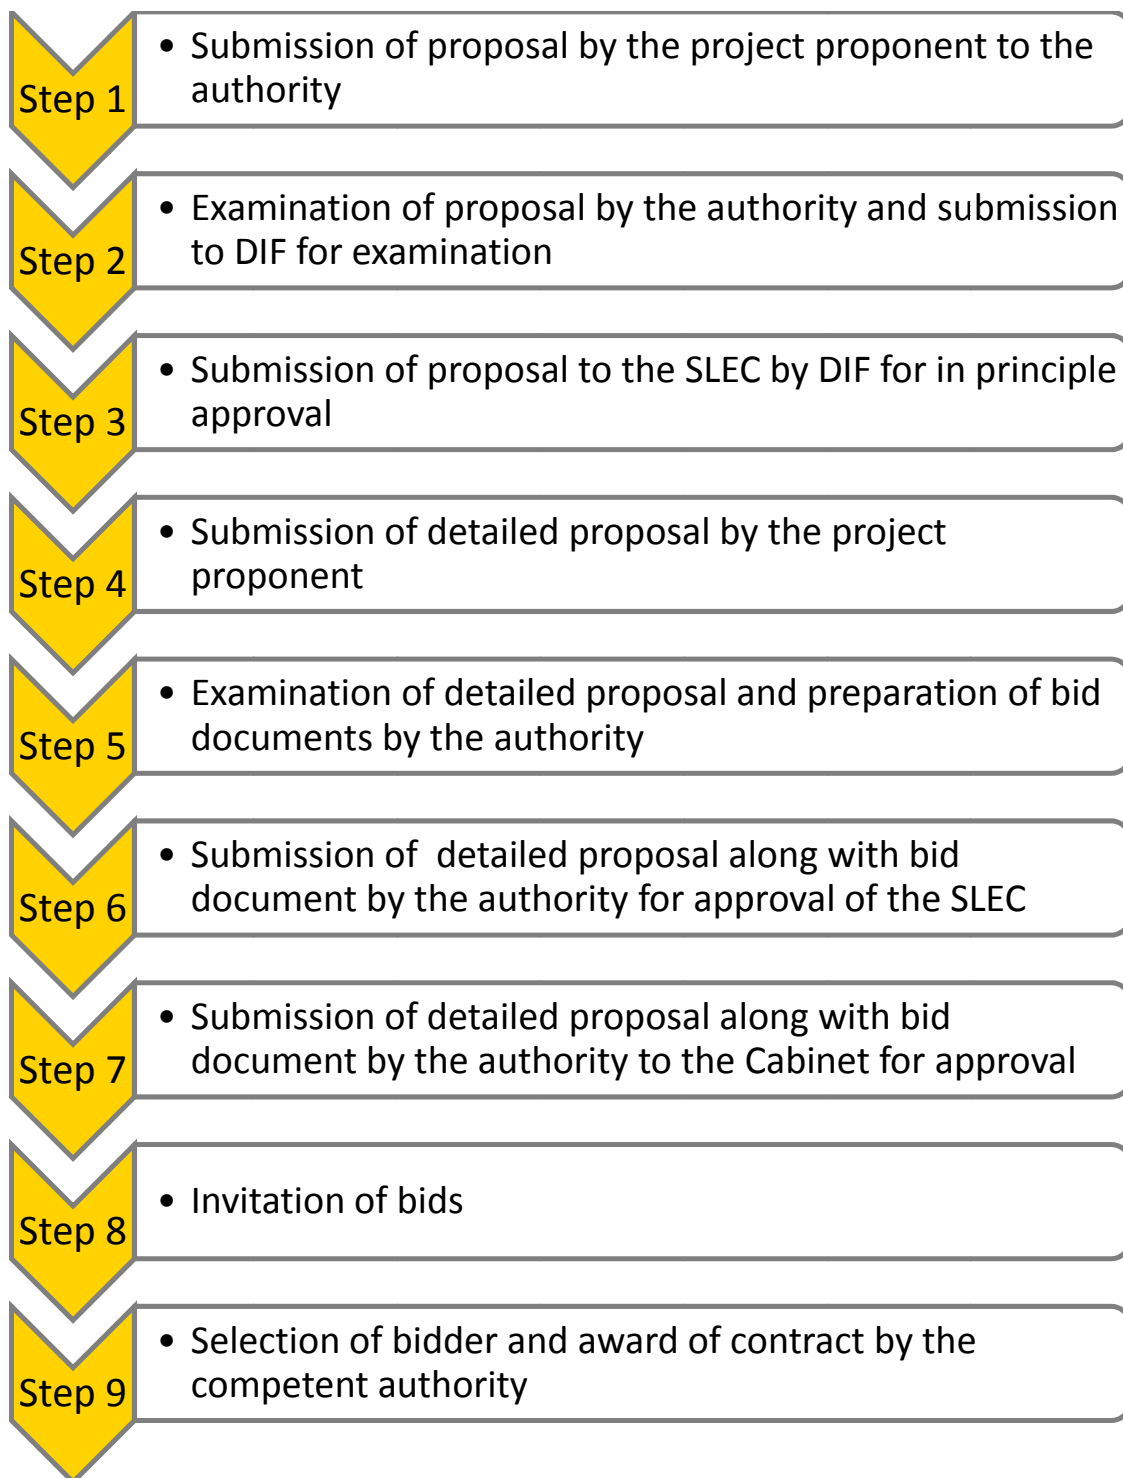 Step 1
• Submission of proposal by the project proponent to the
authority
Step 2
• Examination of proposal by the authority and submission
to DIF for examination
Step 3
• Submission of proposal to the SLEC by DIF for in principle
approval
Step 4
• Submission of detailed proposal by the project
proponent
Step 5
• Examination of detailed proposal and preparation of bid
documents by the authority
Step 6
• Submission of  detailed proposal along with bid
document by the authority for approval of the SLEC
Step 7
• Submission of detailed proposal along with bid
document by the authority to the Cabinet for approval
Step 8
• Invitation of bids
Step 9
• Selection of bidder and award of contract by the
competent authority